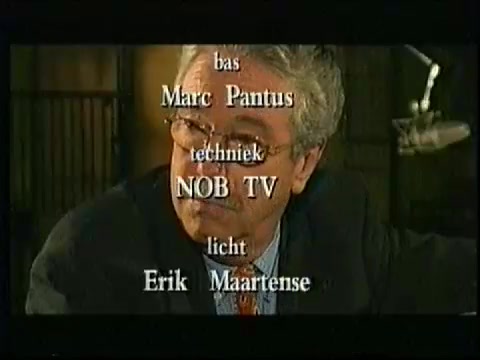 bas
Marc Pantus
techniek
NOB TV
licht
Erik Maartense